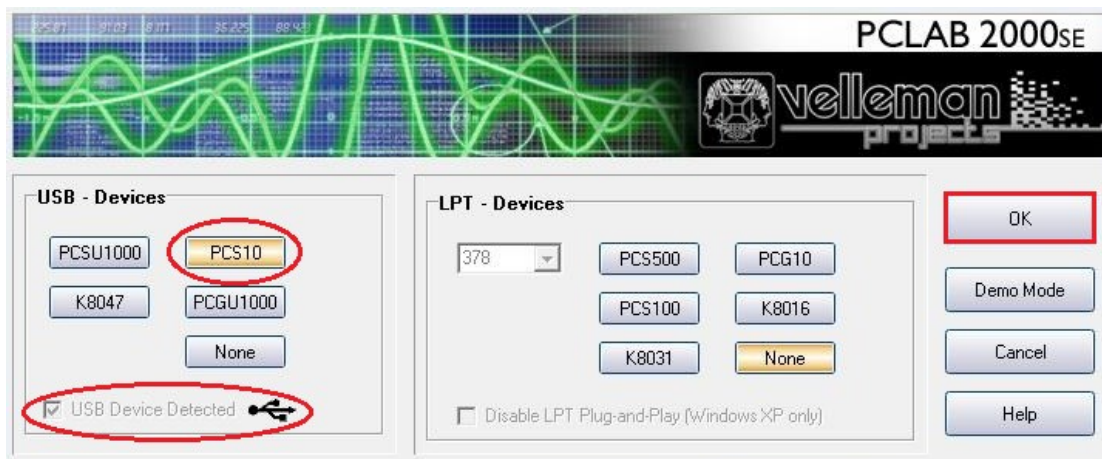 PCLAB 2000SE
velleman
projects
USB - Devices
PCSU1000 PCS10
K8047 PCGU1000
None
USB Device Detected
LPT - Devices
378 PCS500 PCG10
PCS100 K8016
K8031 None
Disable LPT Plug-and-Play (Windows XP only)
OK
Demo Mode
Cancel
Help